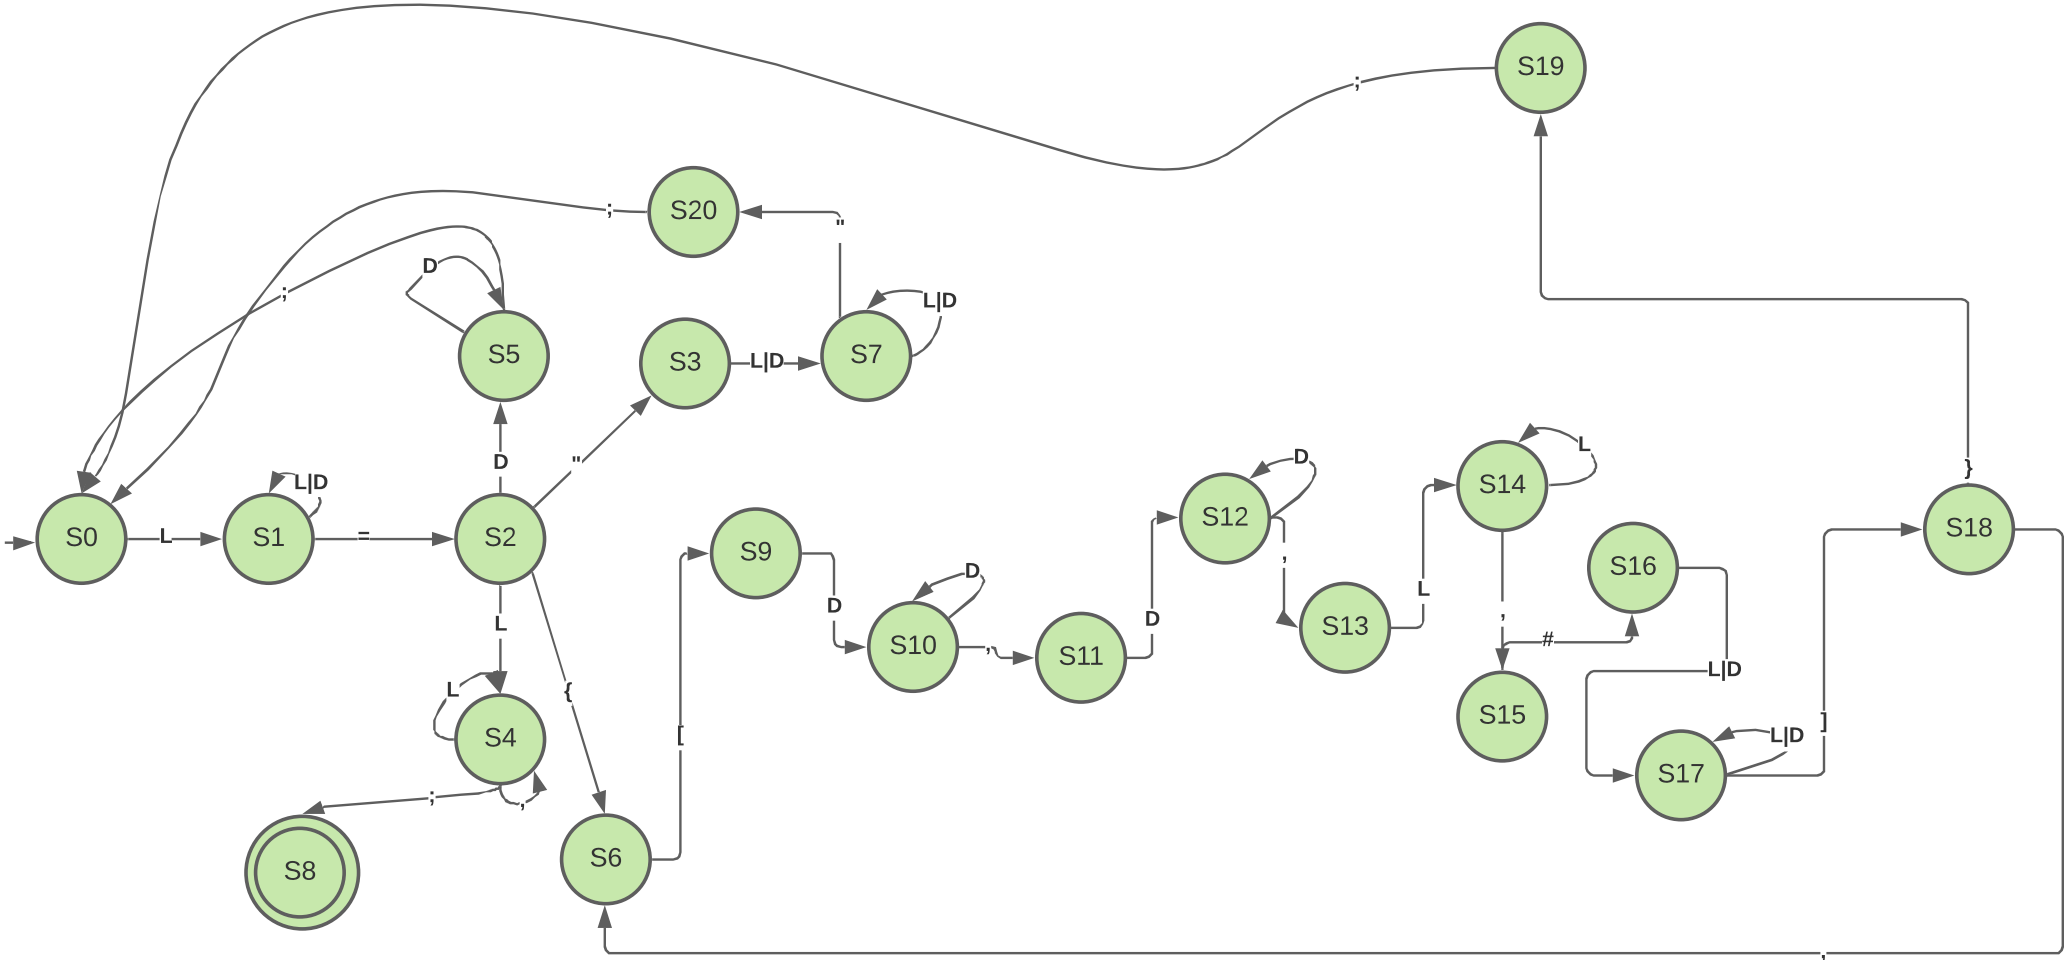 S19
;
S20
;
"
D
;
L|D
S5
S3
L|D
S7
L
D
"
D
S14
}
L|D
S0
L
S1
=
S2
S9
S12
,
S18
D
S16
L
D
D
,
L
S10
,
S11
S13
#
L
{
L|D
S4
[
S15
]
L|D
S17
;
,
S6
S8
,